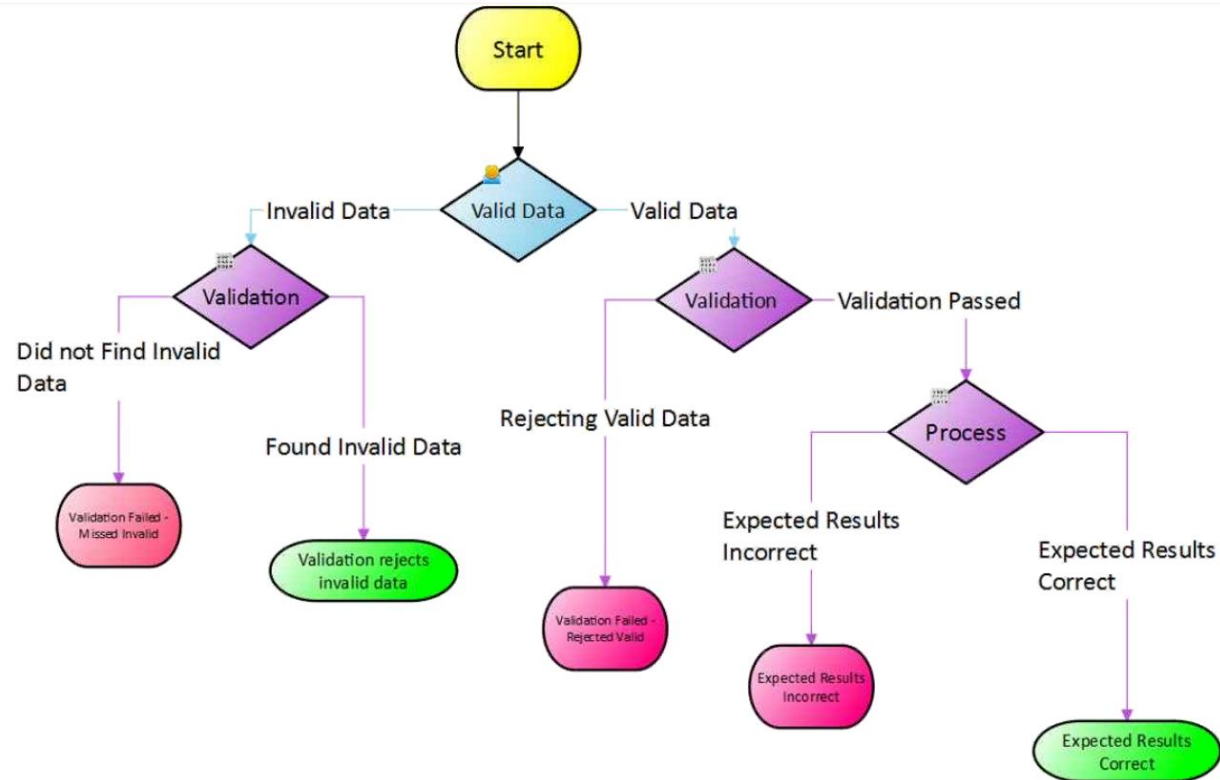 Start
Valid Data
Invalid Data
Valid Data
Validation
Validation
Validation Passed
Did not Find Invalid
Data
Rejecting Valid Data
Process
Found Invalid Data
Validation Failed -
Missed Invalid
Expected Results
Incorrect
Validation rejects
invalid data
Expected Results
Correct
Validation Failed -
Rejected Valid
Expected Results
Incorrect
Expected Results
Correct